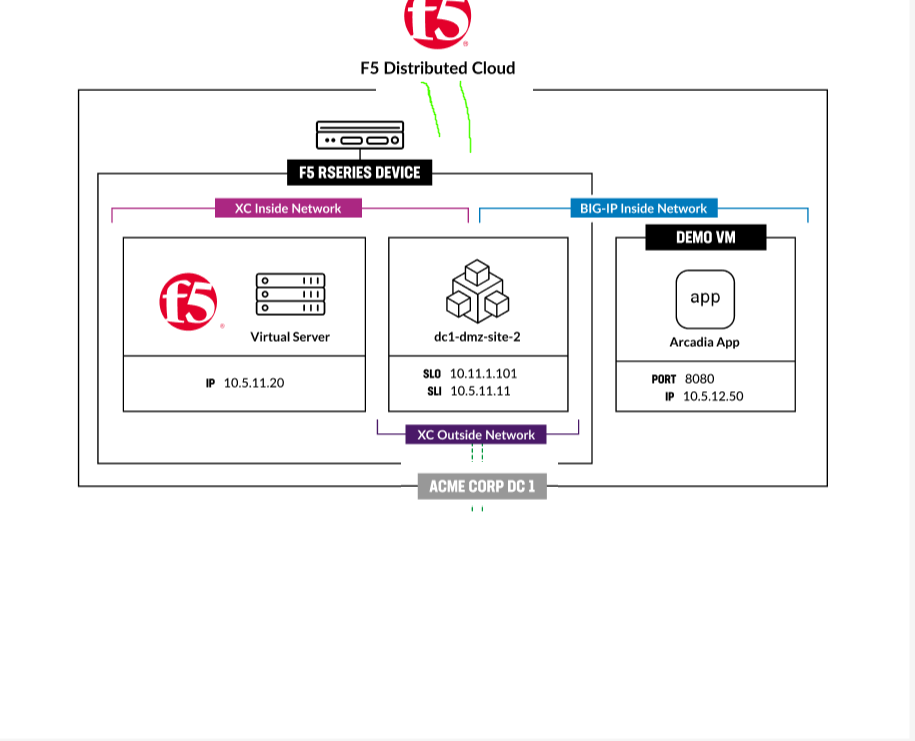 f5
F5 Distributed Cloud
F5 RSERIES DEVICE
XC Inside Network
BIG-IP Inside Network
DEMO VM
f5
Virtual Server
IP 10.5.11.20
dc1-dmz-site-2
SLO 10.11.1.101
SLI 10.5.11.11
app
Arcadia App
PORT 8080
IP 10.5.12.50
XC Outside Network
ACME CORP DC 1